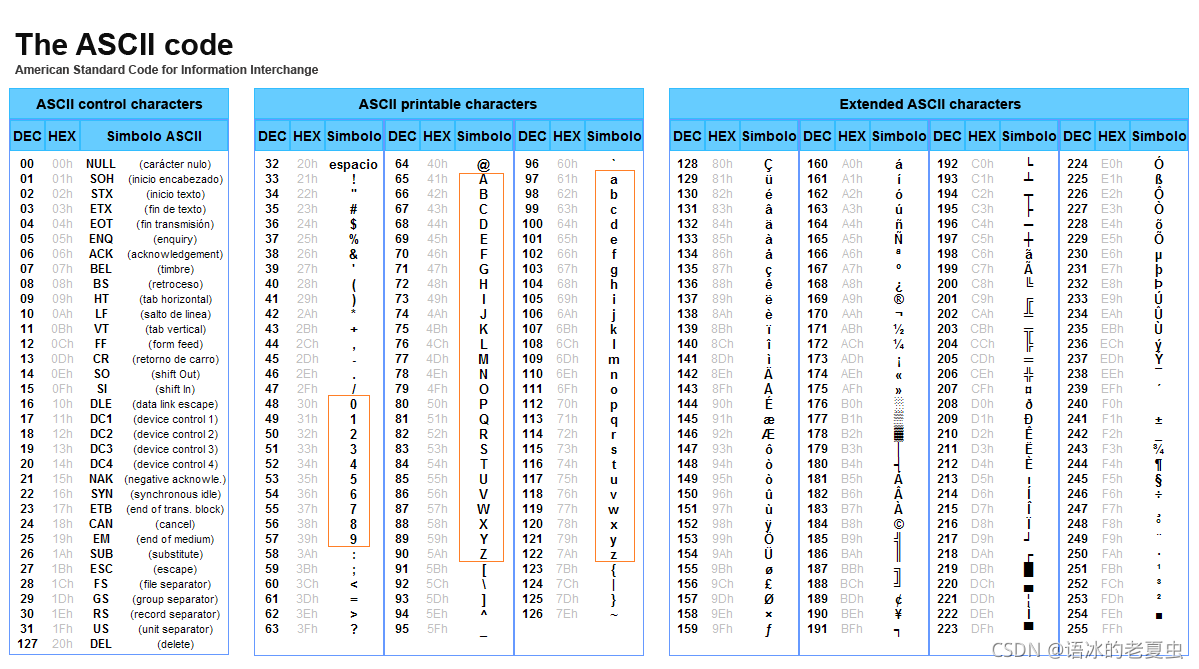 The ASCII code
American Standard Code for Information Interchange
ASCII control characters ASCII printable characters Extended ASCII characters
DEC HEX Simbolo ASCII DEC HEX Simbolo DEC HEX Simbolo DEC HEX Simbolo DEC HEX Simbolo DEC HEX Simbolo DEC HEX Simbolo DEC HEX Simbolo
00 00h NULL (carácter nulo) 32 20h espacio 64 40h @ 96 60h ` 128 80h Ç 160 A0h á 192 C0h └ 224 E0h Ó
01 01h SOH (inicio encabezado) 33 21h ! 65 41h A 97 61h a 129 81h ü 161 A1h í 193 C1h ┴ 225 E1h ß
02 02h STX (inicio texto) 34 22h " 66 42h B 98 62h b 130 82h é 162 A2h ó 194 C2h ┬ 226 E2h Ô
03 03h ETX (fin de texto) 35 23h # 67 43h C 99 63h c 131 83h â 163 A3h ú 195 C3h ├ 227 E3h Ò
04 04h EOT (fin transmisión) 36 24h $ 68 44h D 100 64h d 132 84h ä 164 A4h ñ 196 C4h ─ 228 E4h õ
05 05h ENQ (enquiry) 37 25h % 69 45h E 101 65h e 133 85h à 165 A5h Ñ 197 C5h ┼ 229 E5h Õ
06 06h ACK (acknowledgement) 38 26h & 70 46h F 102 66h f 134 86h å 166 A6h ª 198 C6h ã 230 E6h µ
07 07h BEL (timbre) 39 27h ' 71 47h G 103 67h g 135 87h ç 167 A7h º 199 C7h Ã 231 E7h þ
08 08h BS (retroceso) 40 28h ( 72 48h H 104 68h h 136 88h ê 168 A8h ¿ 200 C8h ╚ 232 E8h Þ
09 09h HT (tab horizontal) 41 29h ) 73 49h I 105 69h i 137 89h ë 169 A9h ® 201 C9h ╔ 233 E9h Ú
10 0Ah LF (salto de linea) 42 2Ah * 74 4Ah J 106 6Ah j 138 8Ah è 170 AAh ¬ 202 CAh ╩ 234 EAh Û
11 0Bh VT (tab vertical) 43 2Bh + 75 4Bh K 107 6Bh k 139 8Bh ï 171 ABh ½ 203 CBh ╦ 235 EBh Ù
12 0Ch FF (form feed) 44 2Ch , 76 4Ch L 108 6Ch l 140 8Ch î 172 ACh ¼ 204 CCh ╠ 236 ECh ý
13 0Dh CR (retorno de carro) 45 2Dh - 77 4Dh M 109 6Dh m 141 8Dh ì 173 ADh ¡ 205 CDh ═ 237 EDh Ý
14 0Eh SO (shift Out) 46 2Eh . 78 4Eh N 110 6Eh n 142 8Eh Ä 174 AEh « 206 CEh ╬ 238 EEh ¯
15 0Fh SI (shift In) 47 2Fh / 79 4Fh O 111 6Fh o 143 8Fh Å 175 AFh » 207 CFh ¤ 239 EFh ´
16 10h DLE (data link escape) 48 30h 0 80 50h P 112 70h p 144 90h É 176 B0h ░ 208 D0h ð 240 F0h
17 11h DC1 (device control 1) 49 31h 1 81 51h Q 113 71h q 145 91h æ 177 B1h ▒ 209 D1h Ð 241 F1h ±
18 12h DC2 (device control 2) 50 32h 2 82 52h R 114 72h r 146 92h Æ 178 B2h ▓ 210 D2h Ê 242 F2h _
19 13h DC3 (device control 3) 51 33h 3 83 53h S 115 73h s 147 93h ô 179 B3h │ 211 D3h Ë 243 F3h ¾
20 14h DC4 (device control 4) 52 34h 4 84 54h T 116 74h t 148 94h ò 180 B4h ┤ 212 D4h È 244 F4h ¶
21 15h NAK (negative acknowle.) 53 35h 5 85 55h U 117 75h u 149 95h ò 181 B5h Á 213 D5h ı 245 F5h §
22 16h SYN (synchronous idle) 54 36h 6 86 56h V 118 76h v 150 96h û 182 B6h Â 214 D6h Í 246 F6h ÷
23 17h ETB (end of trans. block) 55 37h 7 87 57h W 119 77h w 151 97h ù 183 B7h À 215 D7h Î 247 F7h ¸
24 18h CAN (cancel) 56 38h 8 88 58h X 120 78h x 152 98h ÿ 184 B8h © 216 D8h Ï 248 F8h °
25 19h EM (end of medium) 57 39h 9 89 59h Y 121 79h y 153 99h Ö 185 B9h ╣ 217 D9h ┘ 249 F9h ¨
26 1Ah SUB (substitute) 58 3Ah : 90 5Ah Z 122 7Ah z 154 9Ah Ü 186 BAh ║ 218 DAh ┌ 250 FAh ·
27 1Bh ESC (escape) 59 3Bh ; 91 5Bh [ 123 7Bh { 155 9Bh ø 187 BBh ╗ 219 DBh █ 251 FBh ¹
28 1Ch FS (file separator) 60 3Ch < 92 5Ch \ 124 7Ch | 156 9Ch £ 188 BCh ╝ 220 DCh ▄ 252 FCh ³
29 1Dh GS (group separator) 61 3Dh = 93 5Dh ] 125 7Dh } 157 9Dh Ø 189 BDh ¢ 221 DDh ¦ 253 FDh ²
30 1Eh RS (record separator) 62 3Eh > 94 5Eh ^ 126 7Eh ~ 158 9Eh × 190 BEh ¥ 222 DEh Ì 254 FEh ■
31 1Fh US (unit separator) 63 3Fh ? 95 5Fh _ 159 9Fh ƒ 191 BFh ┐ 223 DFh ▀ 255 FFh
127 20h DEL (delete)
CSDN @语冰的老夏虫